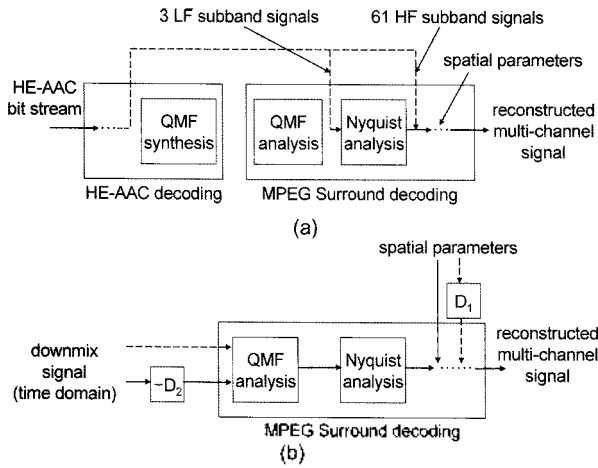 3 LF subband signals
61 HF subband signals
spatial parameters
HE-AAC
bit stream
QMF
synthesis
QMF
analysis
Nyquist
analysis
reconstructed
multi-channel
signal
HE-AAC decoding
MPEG Surround decoding
(a)
spatial parameters
D1
downmix
signal
(time domain)
−D2
QMF
analysis
Nyquist
analysis
reconstructed
multi-channel
signal
MPEG Surround decoding
(b)